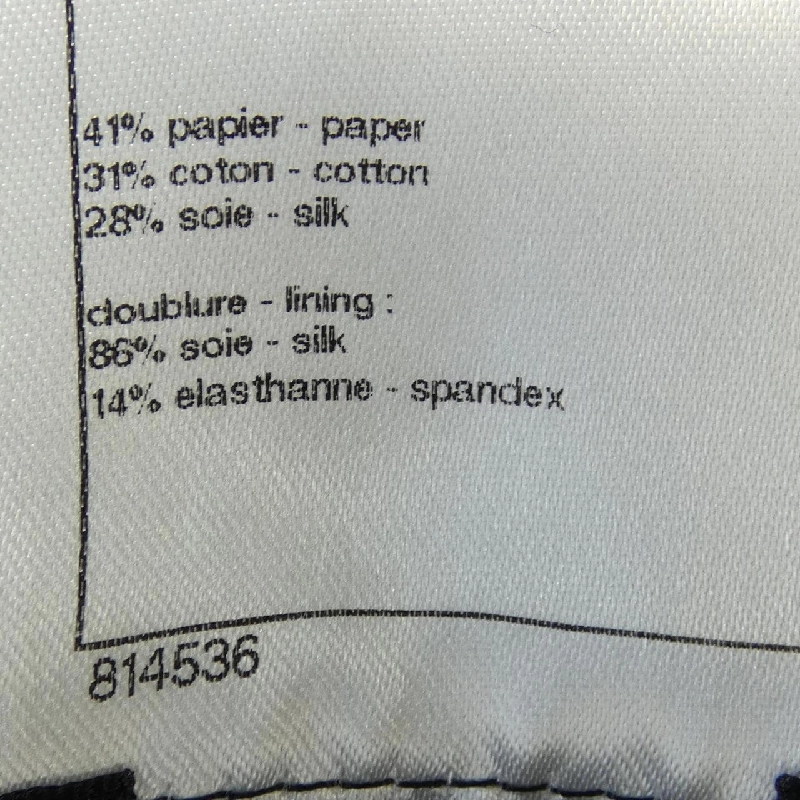 41% papier - paper
31% coton - cotton
28% soie - silk
doublure - lining :
86% soie - silk
14% elasthanne - spandex
814536